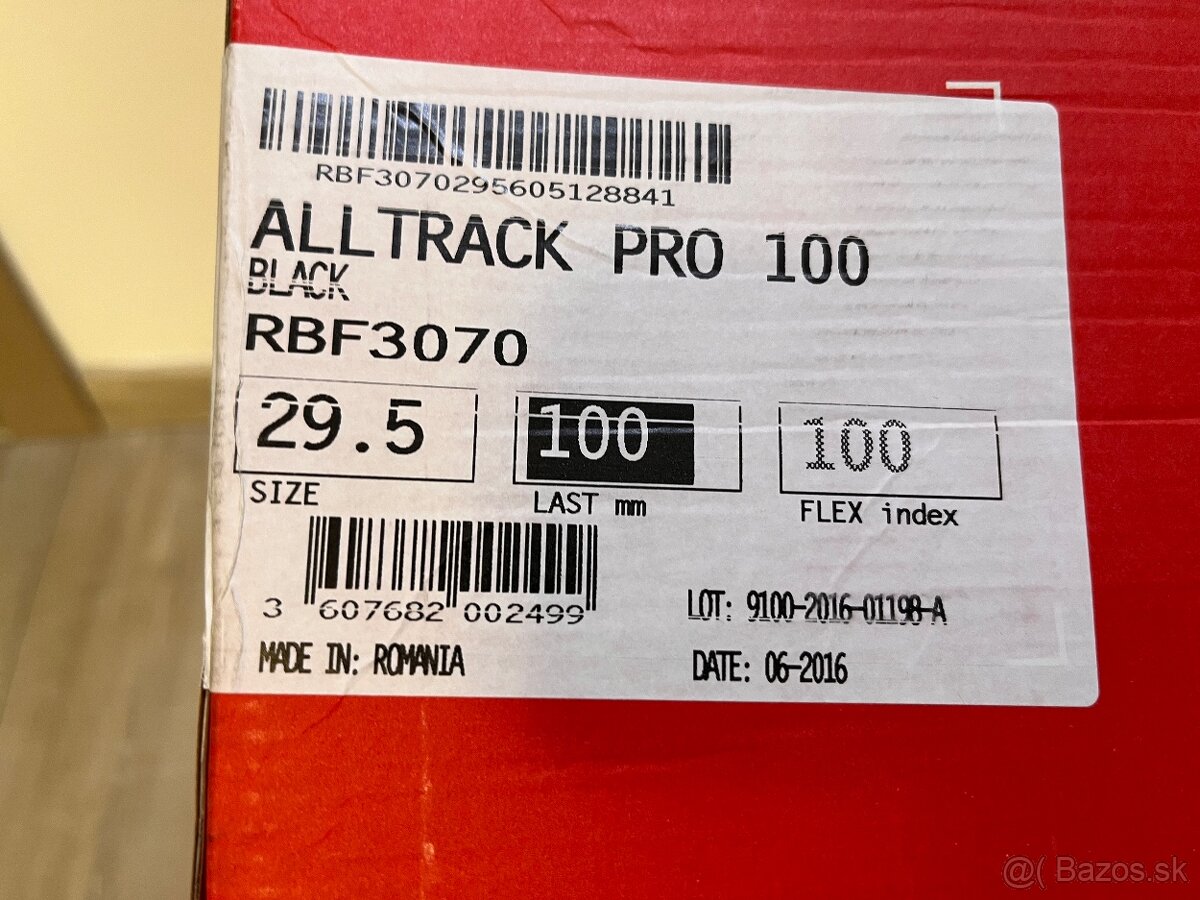 RBF3070295605128841
ALLTRACK PRO 100
BLACK
RBF3070
29.5 100 100
SIZE LAST mm FLEX index
3 607682 002499
LOT: 9100-2016-01198-A
MADE IN: ROMANIA DATE: 06-2016
@( Bazos.sk